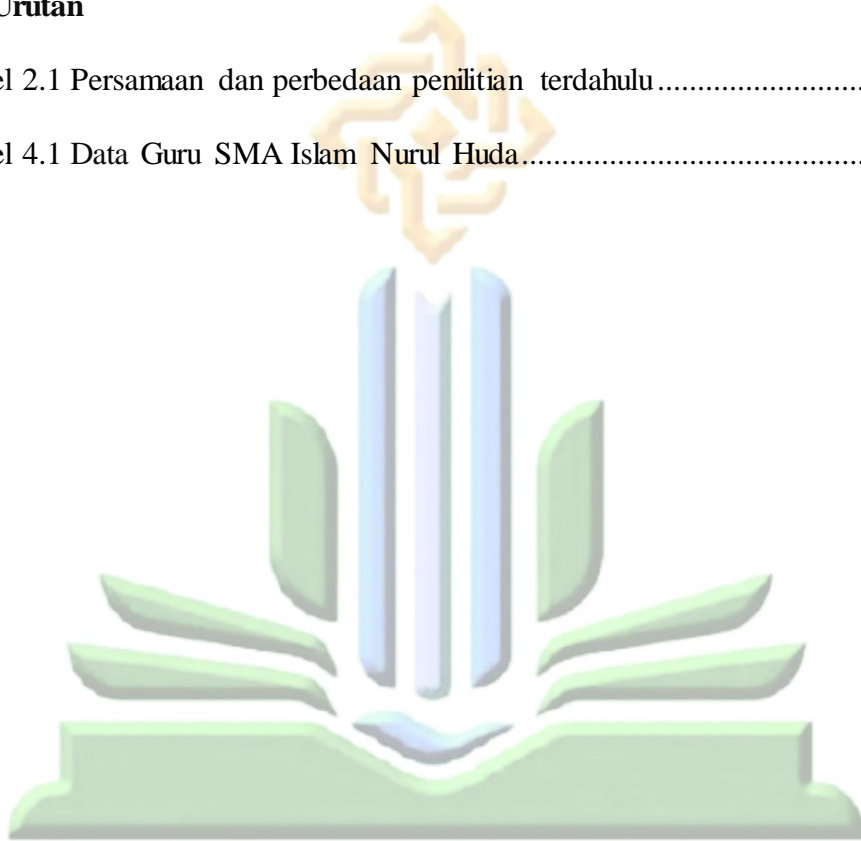 Urutan
el 2.1 Persamaan dan perbedaan penilitian terdahulu..........................
el 4.1 Data Guru SMA Islam Nurul Huda...........................................